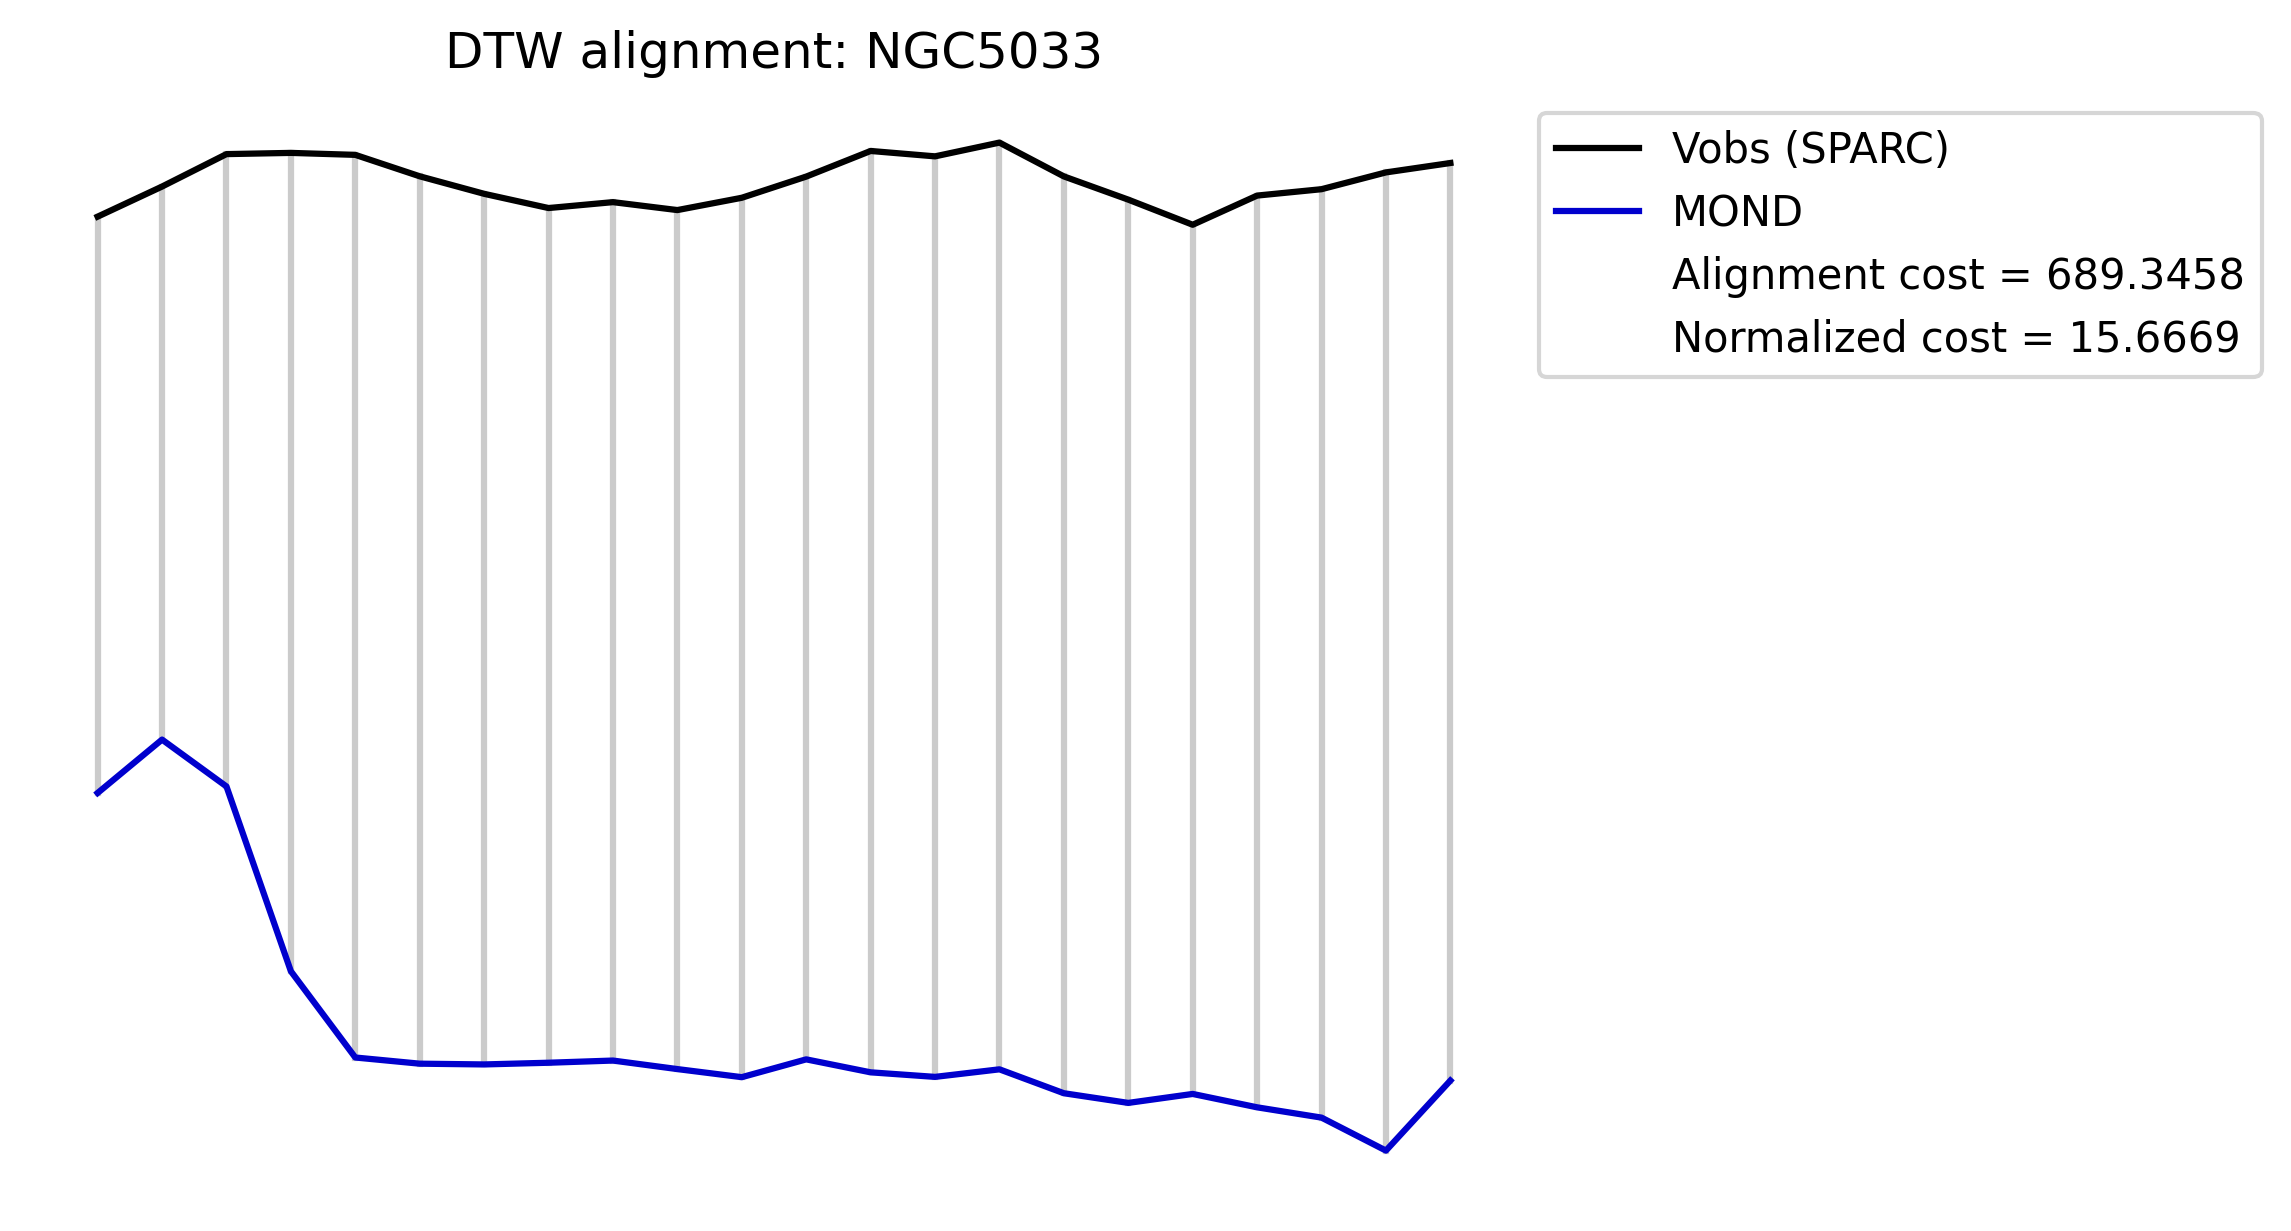 DTW alignment: NGC5033
Vobs (SPARC)
MOND
Alignment cost = 689.3458
Normalized cost = 15.6669